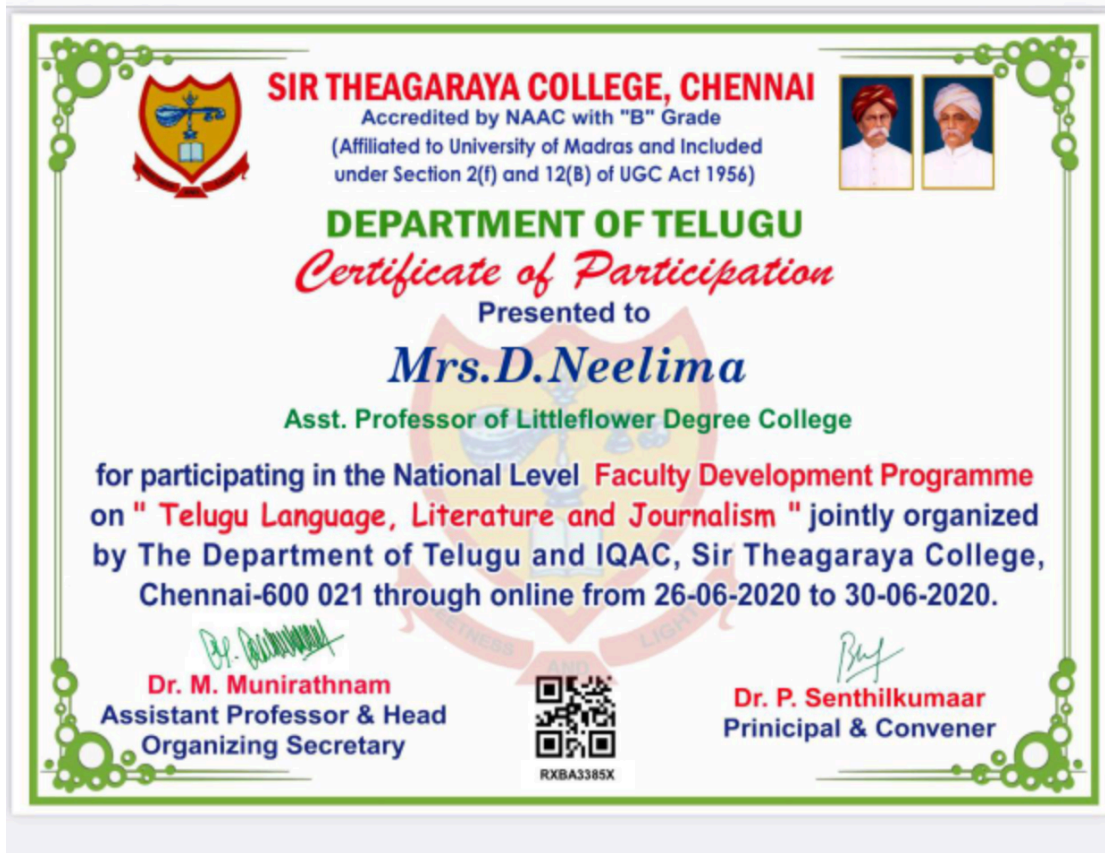 SIR THEAGARAYA COLLEGE, CHENNAI
Accredited by NAAC with "B" Grade
(Affiliated to University of Madras and Included
under Section 2(f) and 12(B) of UGC Act 1956)
DEPARTMENT OF TELUGU
Certificate of Participation
Presented to
Mrs.D.Neelima
Asst. Professor of Littleflower Degree College
for participating in the National Level Faculty Development Programme
on " Telugu Language, Literature and Journalism " jointly organized
by The Department of Telugu and IQAC, Sir Theagaraya College,
Chennai-600 021 through online from 26-06-2020 to 30-06-2020.
SWEETNESS AND LIGHT
Dr. M. Munirathnam
Assistant Professor & Head
Organizing Secretary
RXBA3385X
Dr. P. Senthilkumaar
Prinicipal & Convener